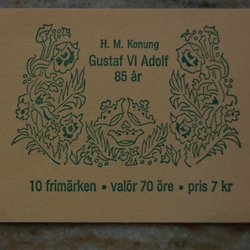 H. M. Konung
Gustaf VI Adolf
85 år
10 frimärken ▪ valör 70 öre ▪ pris 7 kr